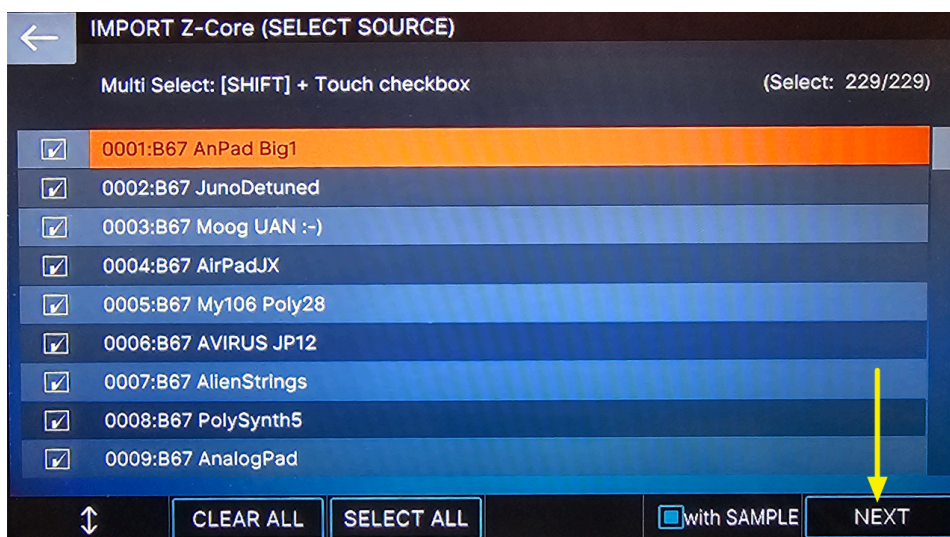 IMPORT Z-Core (SELECT SOURCE)
Multi Select: [SHIFT] + Touch checkbox (Select: 229/229)
0001:B67 AnPad Big1
0002:B67 JunoDetuned
0003:B67 Moog UAN :-)
0004:B67 AirPadJX
0005:B67 My106 Poly28
0006:B67 AVIRUS JP12
0007:B67 AlienStrings
0008:B67 PolySynth5
0009:B67 AnalogPad
CLEAR ALL SELECT ALL with SAMPLE NEXT